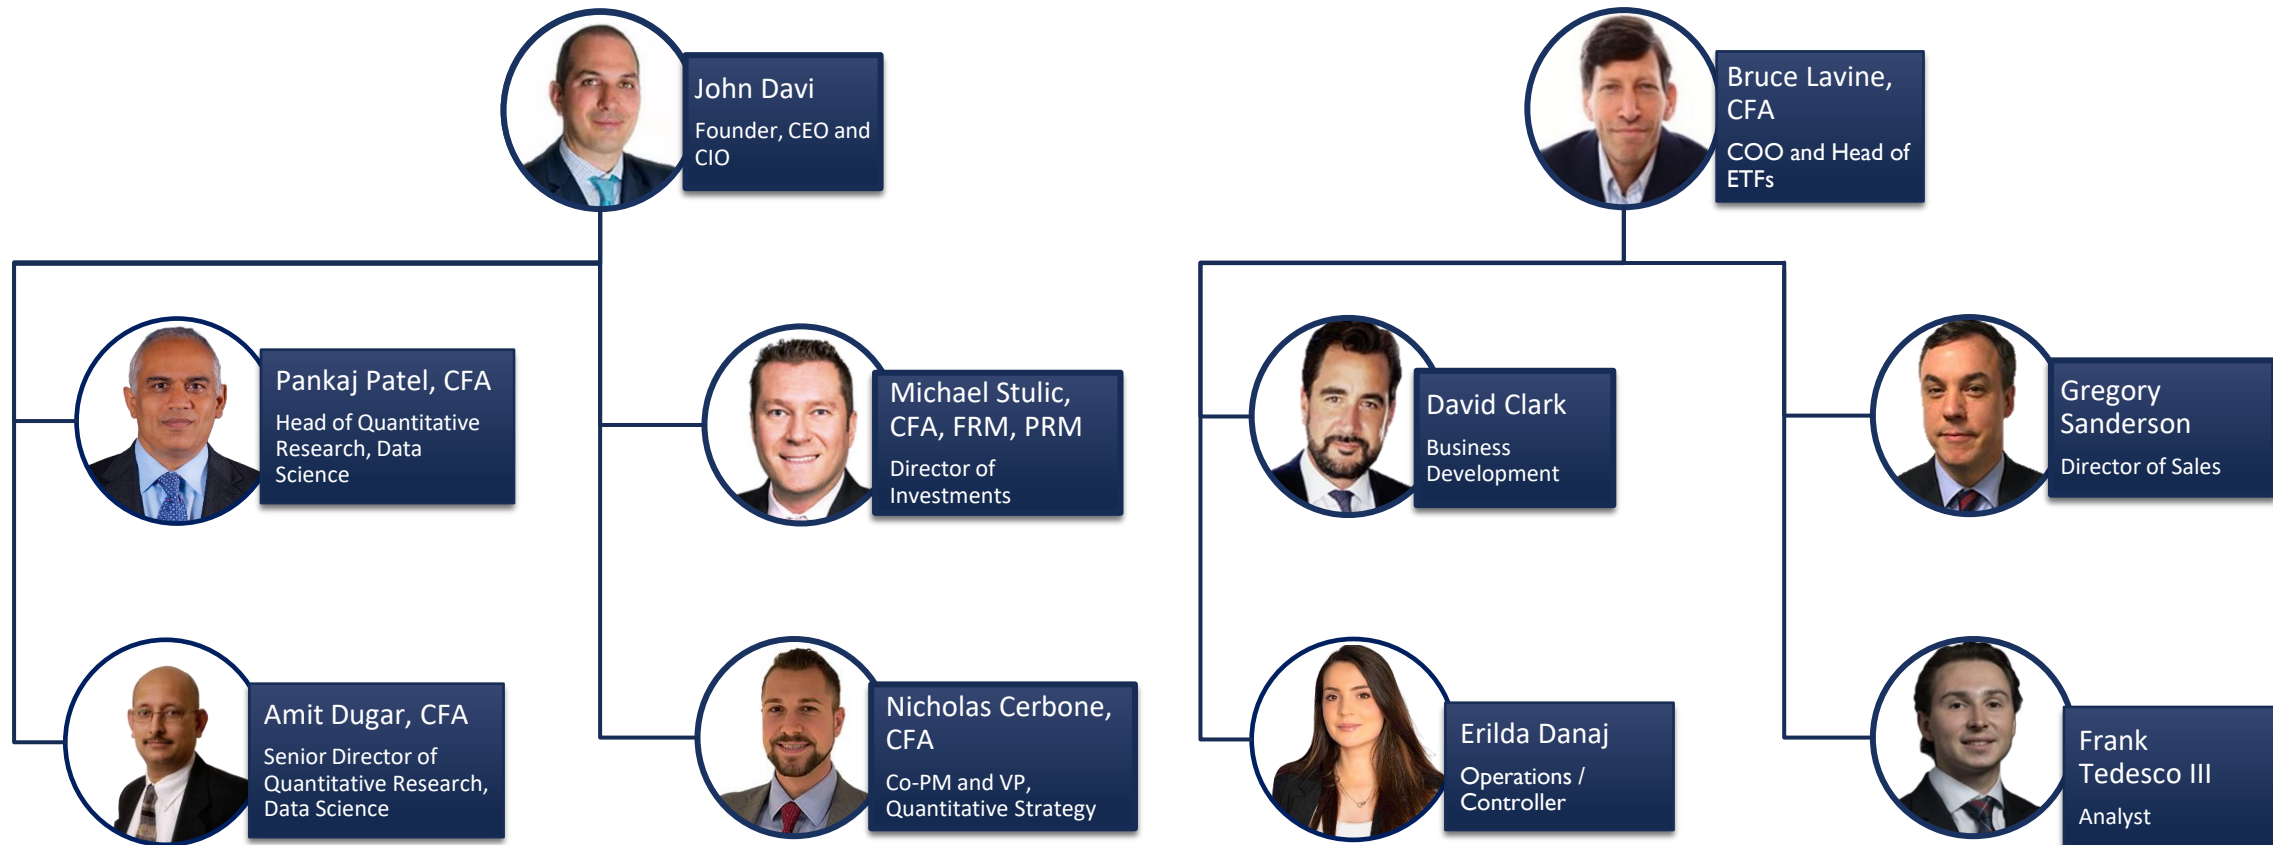 John Davi
Founder, CEO and
CIO
Bruce Lavine,
CFA
COO and Head of
ETFs
Pankaj Patel, CFA
Head of Quantitative
Research, Data
Science
Michael Stulic,
CFA, FRM, PRM
Director of
Investments
David Clark
Business
Development
Gregory
Sanderson
Director of Sales
Amit Dugar, CFA
Senior Director of
Quantitative Research,
Data Science
Nicholas Cerbone,
CFA
Co-PM and VP,
Quantitative Strategy
Erilda Danaj
Operations /
Controller
Frank
Tedesco III
Analyst